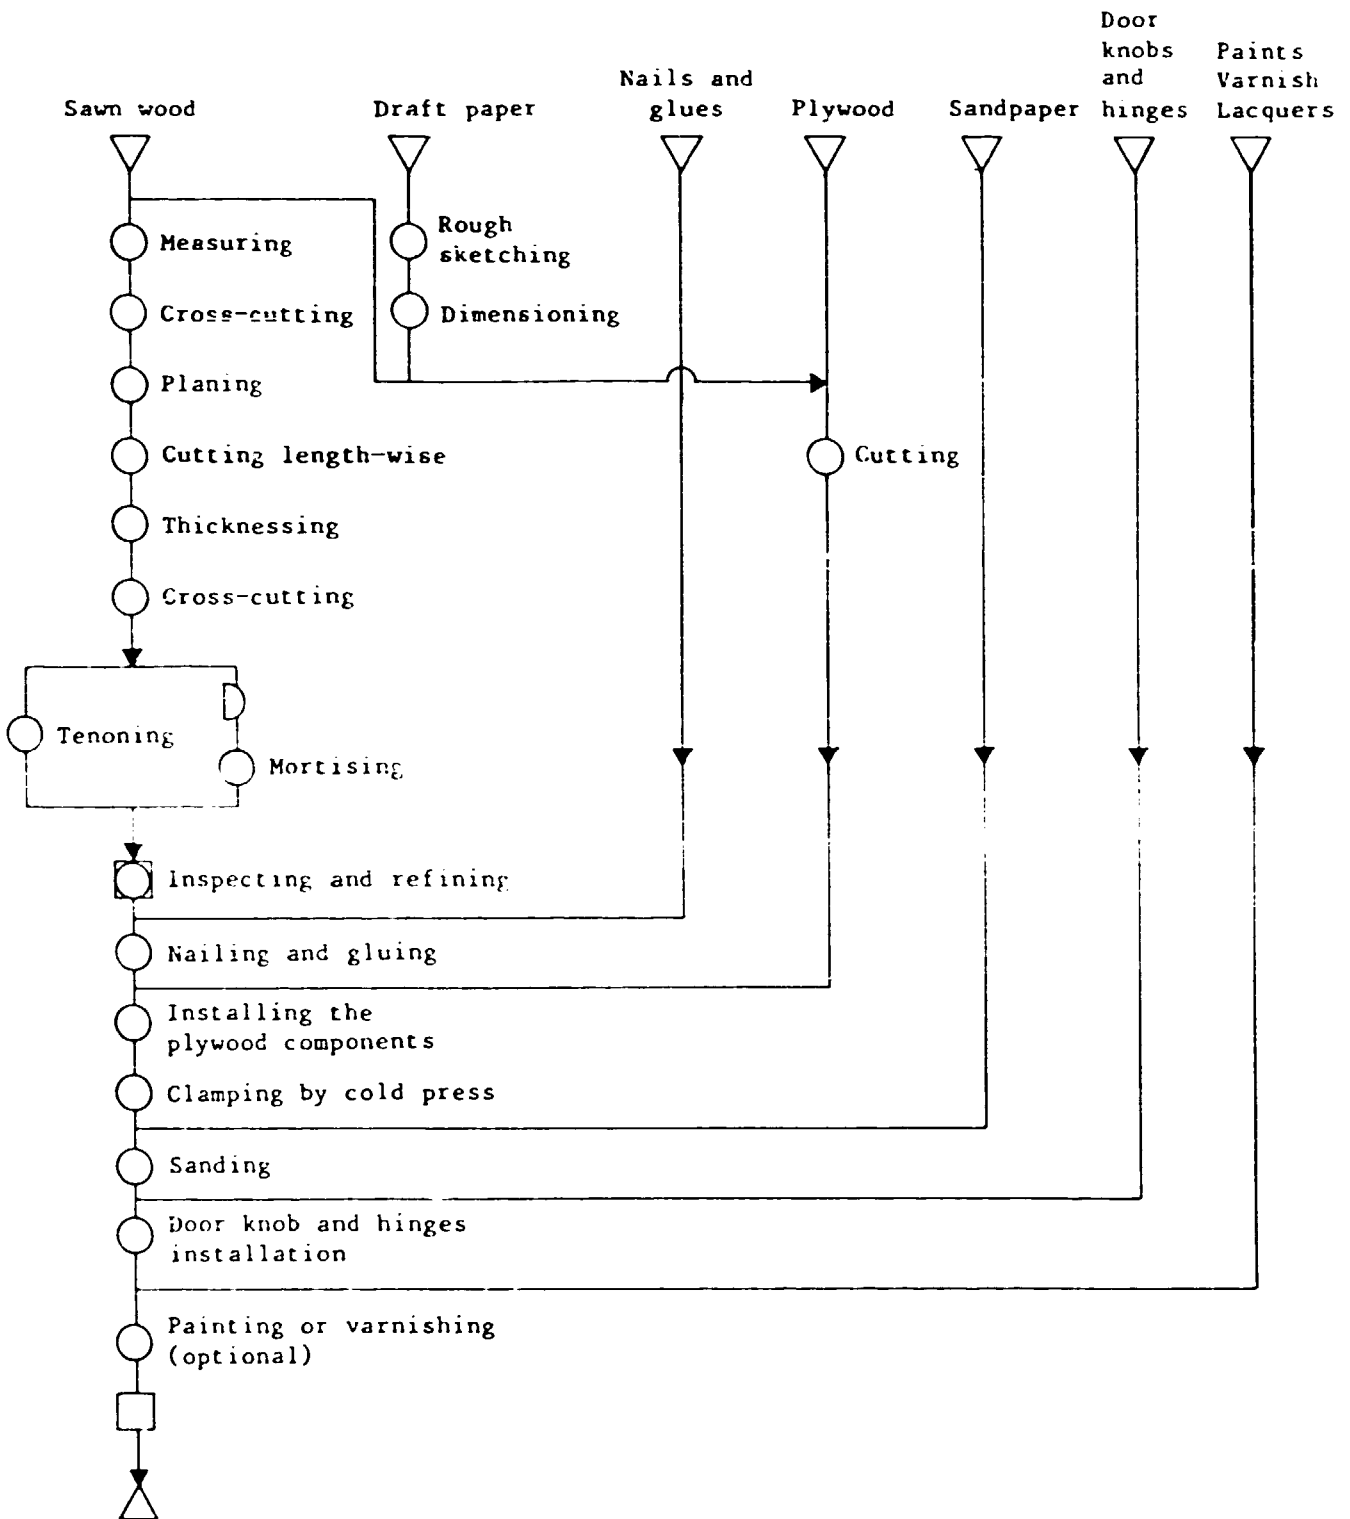 Door
knobs
and
hinges
Paints
Varnish
Lacquers
Nails and
glues
Sawn wood
Draft paper
Plywood
Sandpaper
Rough
sketching
Measuring
Cross-cutting
Dimensioning
Planing
Cutting length-wise
Cutting
Thicknessing
Cross-cutting
Tenoning
Mortising
Inspecting and refining
Nailing and gluing
Installing the
plywood components
Clamping by cold press
Sanding
Door knob and hinges
installation
Painting or varnishing
(optional)